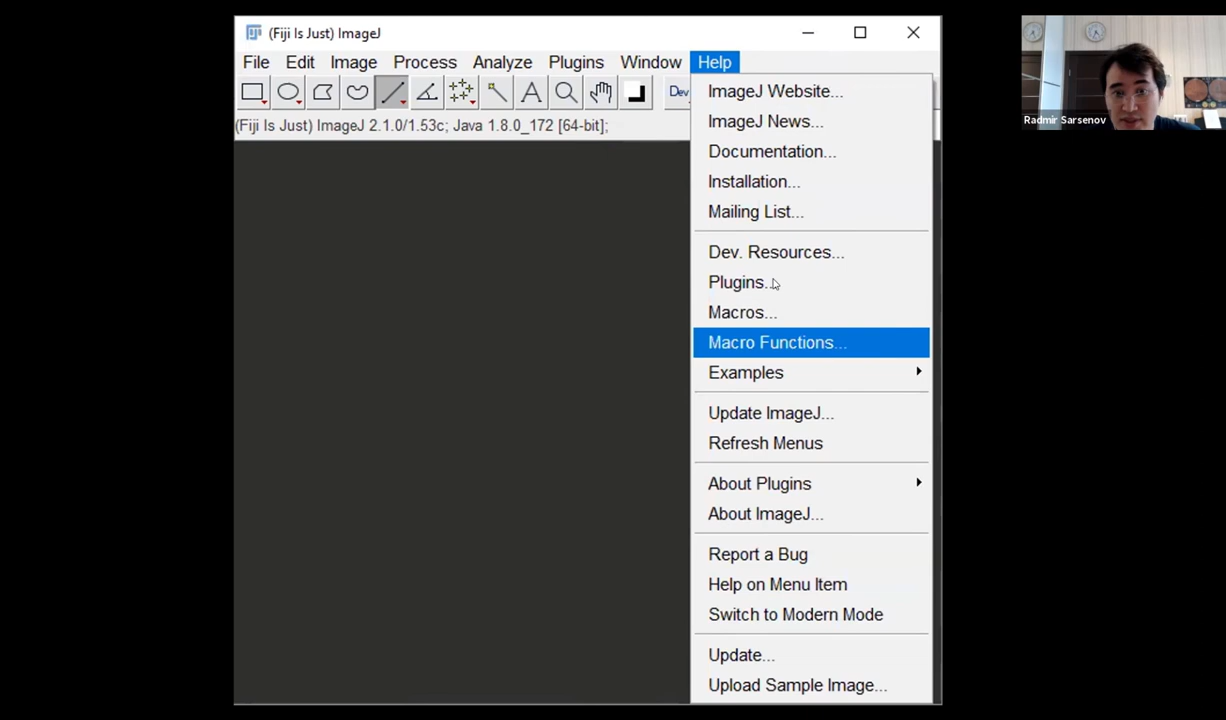 (Fiji Is Just) ImageJ
File Edit Image Process Analyze Plugins Window Help
A Dev
(Fiji Is Just) ImageJ 2.1.0/1.53c; Java 1.8.0_172 [64-bit];
ImageJ Website...
ImageJ News...
Documentation...
Installation...
Mailing List...
Dev. Resources...
Plugins...
Macros...
Macro Functions...
Examples
Update ImageJ...
Refresh Menus
About Plugins
About ImageJ...
Report a Bug
Help on Menu Item
Switch to Modern Mode
Update...
Upload Sample Image...
Radmir Sarsenov